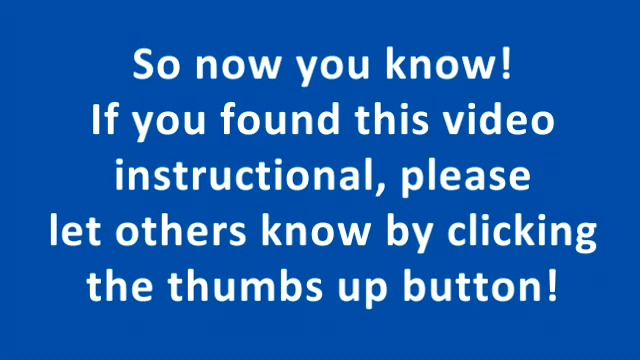 So now you know!
If you found this video
instructional, please
let others know by clicking
the thumbs up button!